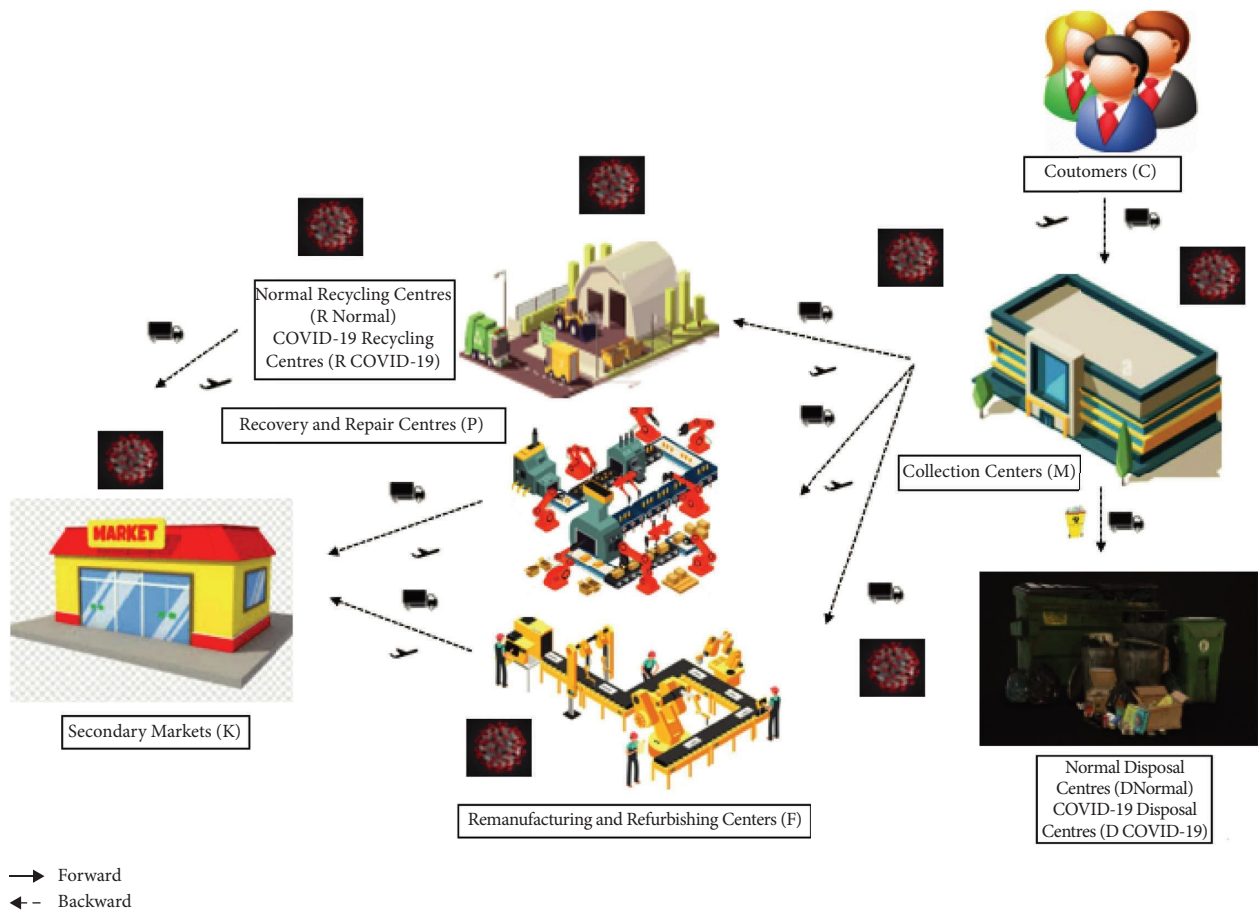 Coutomers (C)
Normal Recycling Centres
(R Normal)
COVID-19 Recycling
Centres (R COVID-19)
Recovery and Repair Centres (P)
Collection Centers (M)
MARKET
Secondary Markets (K)
Remanufacturing and Refurbishing Centers (F)
Normal Disposal
Centres (DNormal)
COVID-19 Disposal
Centres (D COVID-19)
Forward
Backward